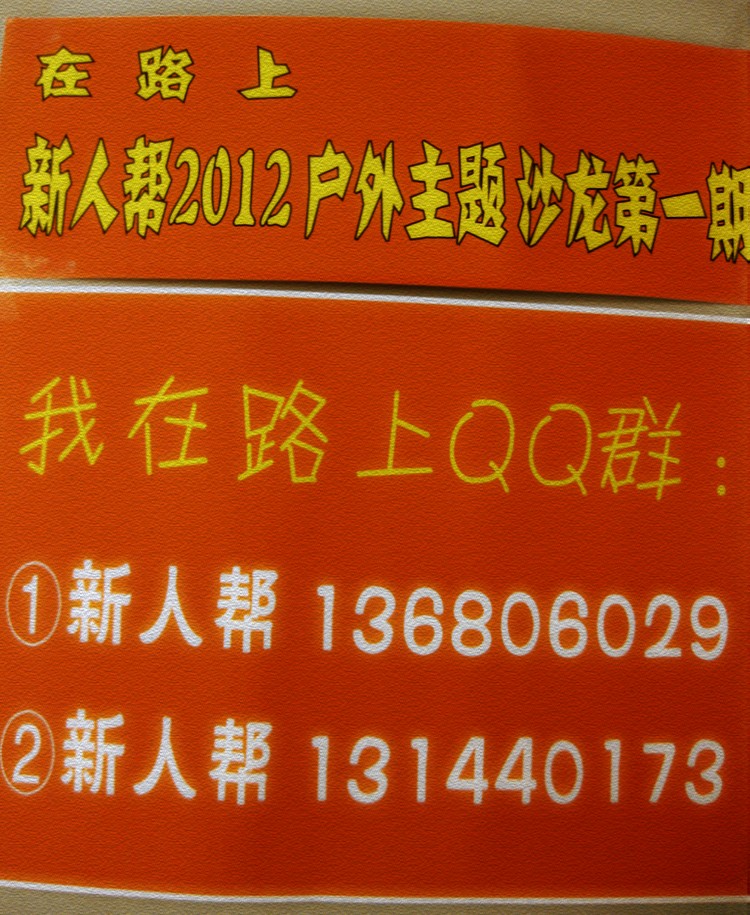 在路上
新人帮2012户外主题沙龙第一期
我在路上QQ群：
①新人帮 136806029
②新人帮 131440173